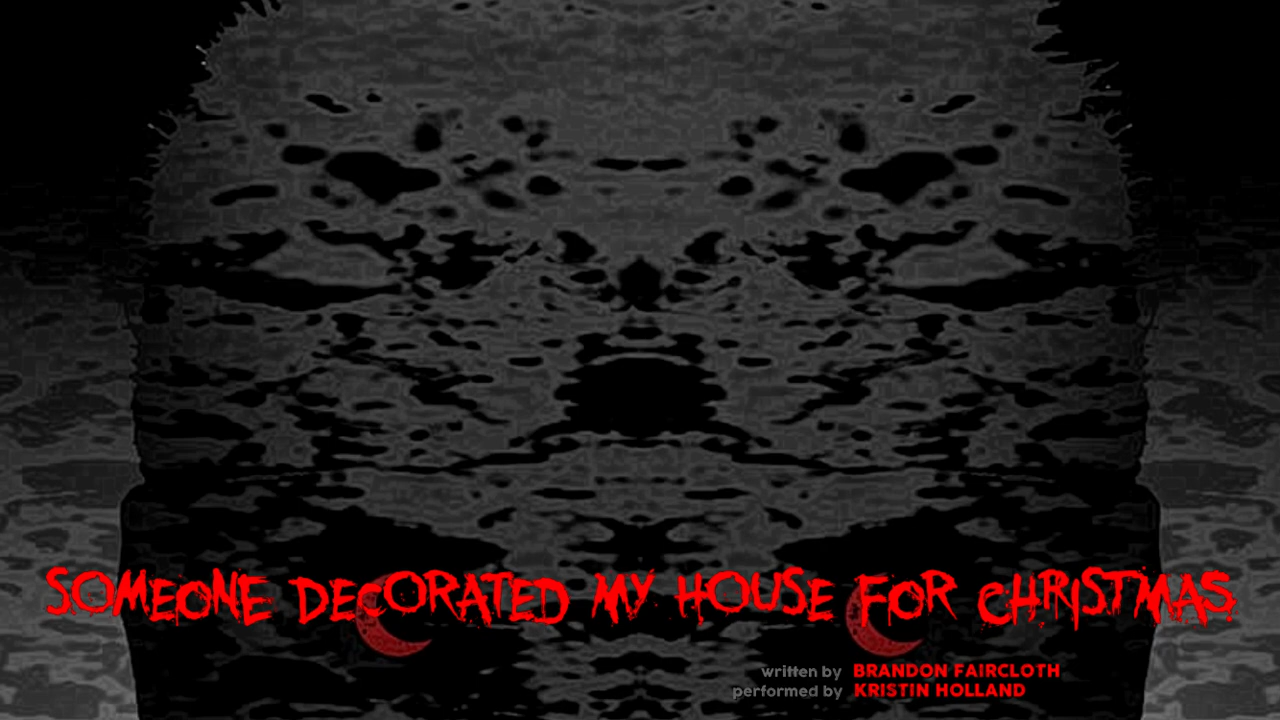 SOMEONE DECORATED MY HOUSE FOR CHRISTMAS
written by BRANDON FAIRCLOTH
performed by KRISTIN HOLLAND